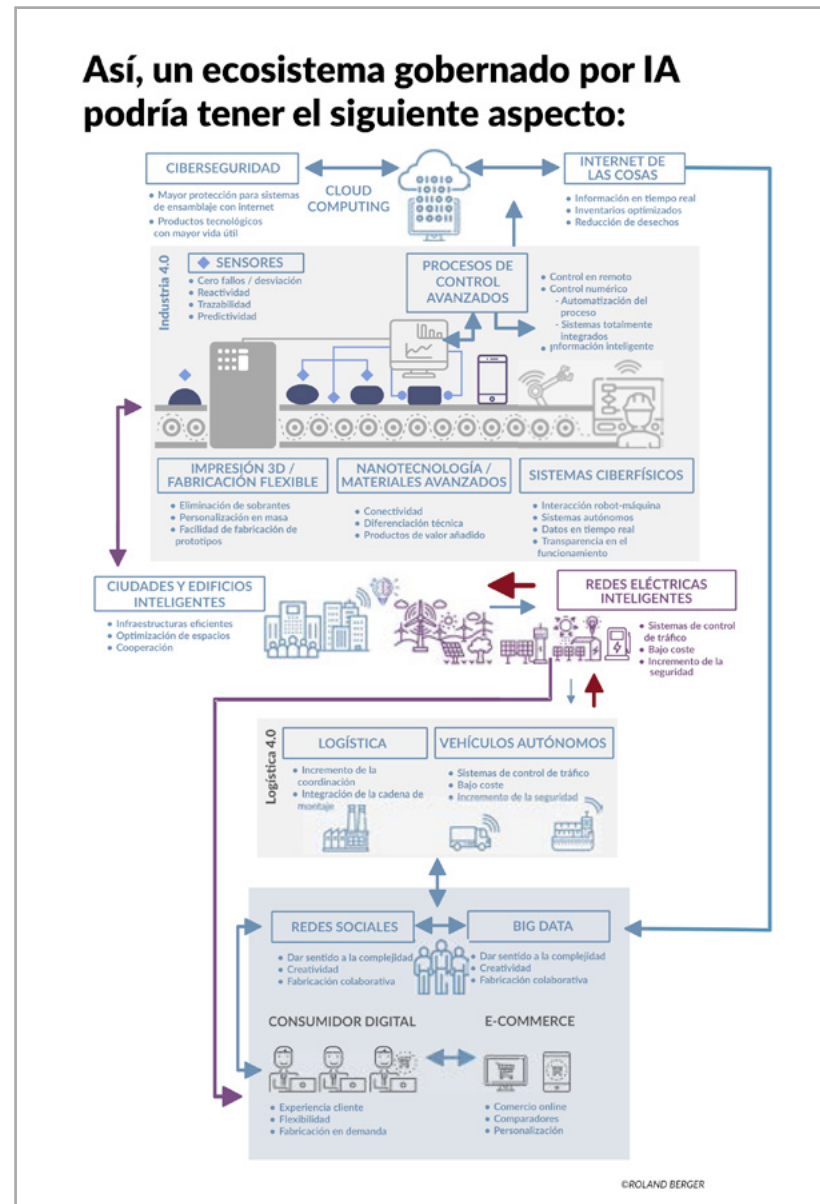 Así, un ecosistema gobernado por IA
podría tener el siguiente aspecto:
CIBERSEGURIDAD
• Mayor protección para sistemas
de ensamblaje con internet
• Productos tecnológicos
con mayor vida útil
CLOUD
COMPUTING
INTERNET DE
LAS COSAS
• Información en tiempo real
• Inventarios optimizados
• Reducción de desechos
Industria 4.0
SENSORES
• Cero fallos / desviación
• Reactividad
• Trazabilidad
• Predictividad
PROCESOS DE
CONTROL
AVANZADOS
• Control en remoto
• Control numérico
- Automatización del
proceso
- Sistemas totalmente
integrados
• Información inteligente
IMPRESIÓN 3D /
FABRICACIÓN FLEXIBLE
• Eliminación de sobrantes
• Personalización en masa
• Facilidad de fabricación de
prototipos
NANOTECNOLOGÍA /
MATERIALES AVANZADOS
• Conectividad
• Diferenciación técnica
• Productos de valor añadido
SISTEMAS CIBERFÍSICOS
• Interacción robot-máquina
• Sistemas autónomos
• Datos en tiempo real
• Transparencia en el
funcionamiento
CIUDADES Y EDIFICIOS
INTELIGENTES
• Infraestructuras eficientes
• Optimización de espacios
• Cooperación
REDES ELÉCTRICAS
INTELIGENTES
• Sistemas de control
de tráfico
• Bajo coste
• Incremento de la
seguridad
Logística 4.0
LOGÍSTICA
• Incremento de la
coordinación
• Integración de la cadena de
montaje
VEHÍCULOS AUTÓNOMOS
• Sistemas de control de tráfico
• Bajo coste
• Incremento de la seguridad
REDES SOCIALES
• Dar sentido a la complejidad
• Creatividad
• Fabricación colaborativa
BIG DATA
• Dar sentido a la complejidad
• Creatividad
• Fabricación colaborativa
CONSUMIDOR DIGITAL
• Experiencia cliente
• Flexibilidad
• Fabricación en demanda
E-COMMERCE
• Comercio online
• Comparadores
• Personalización
©ROLAND BERGER